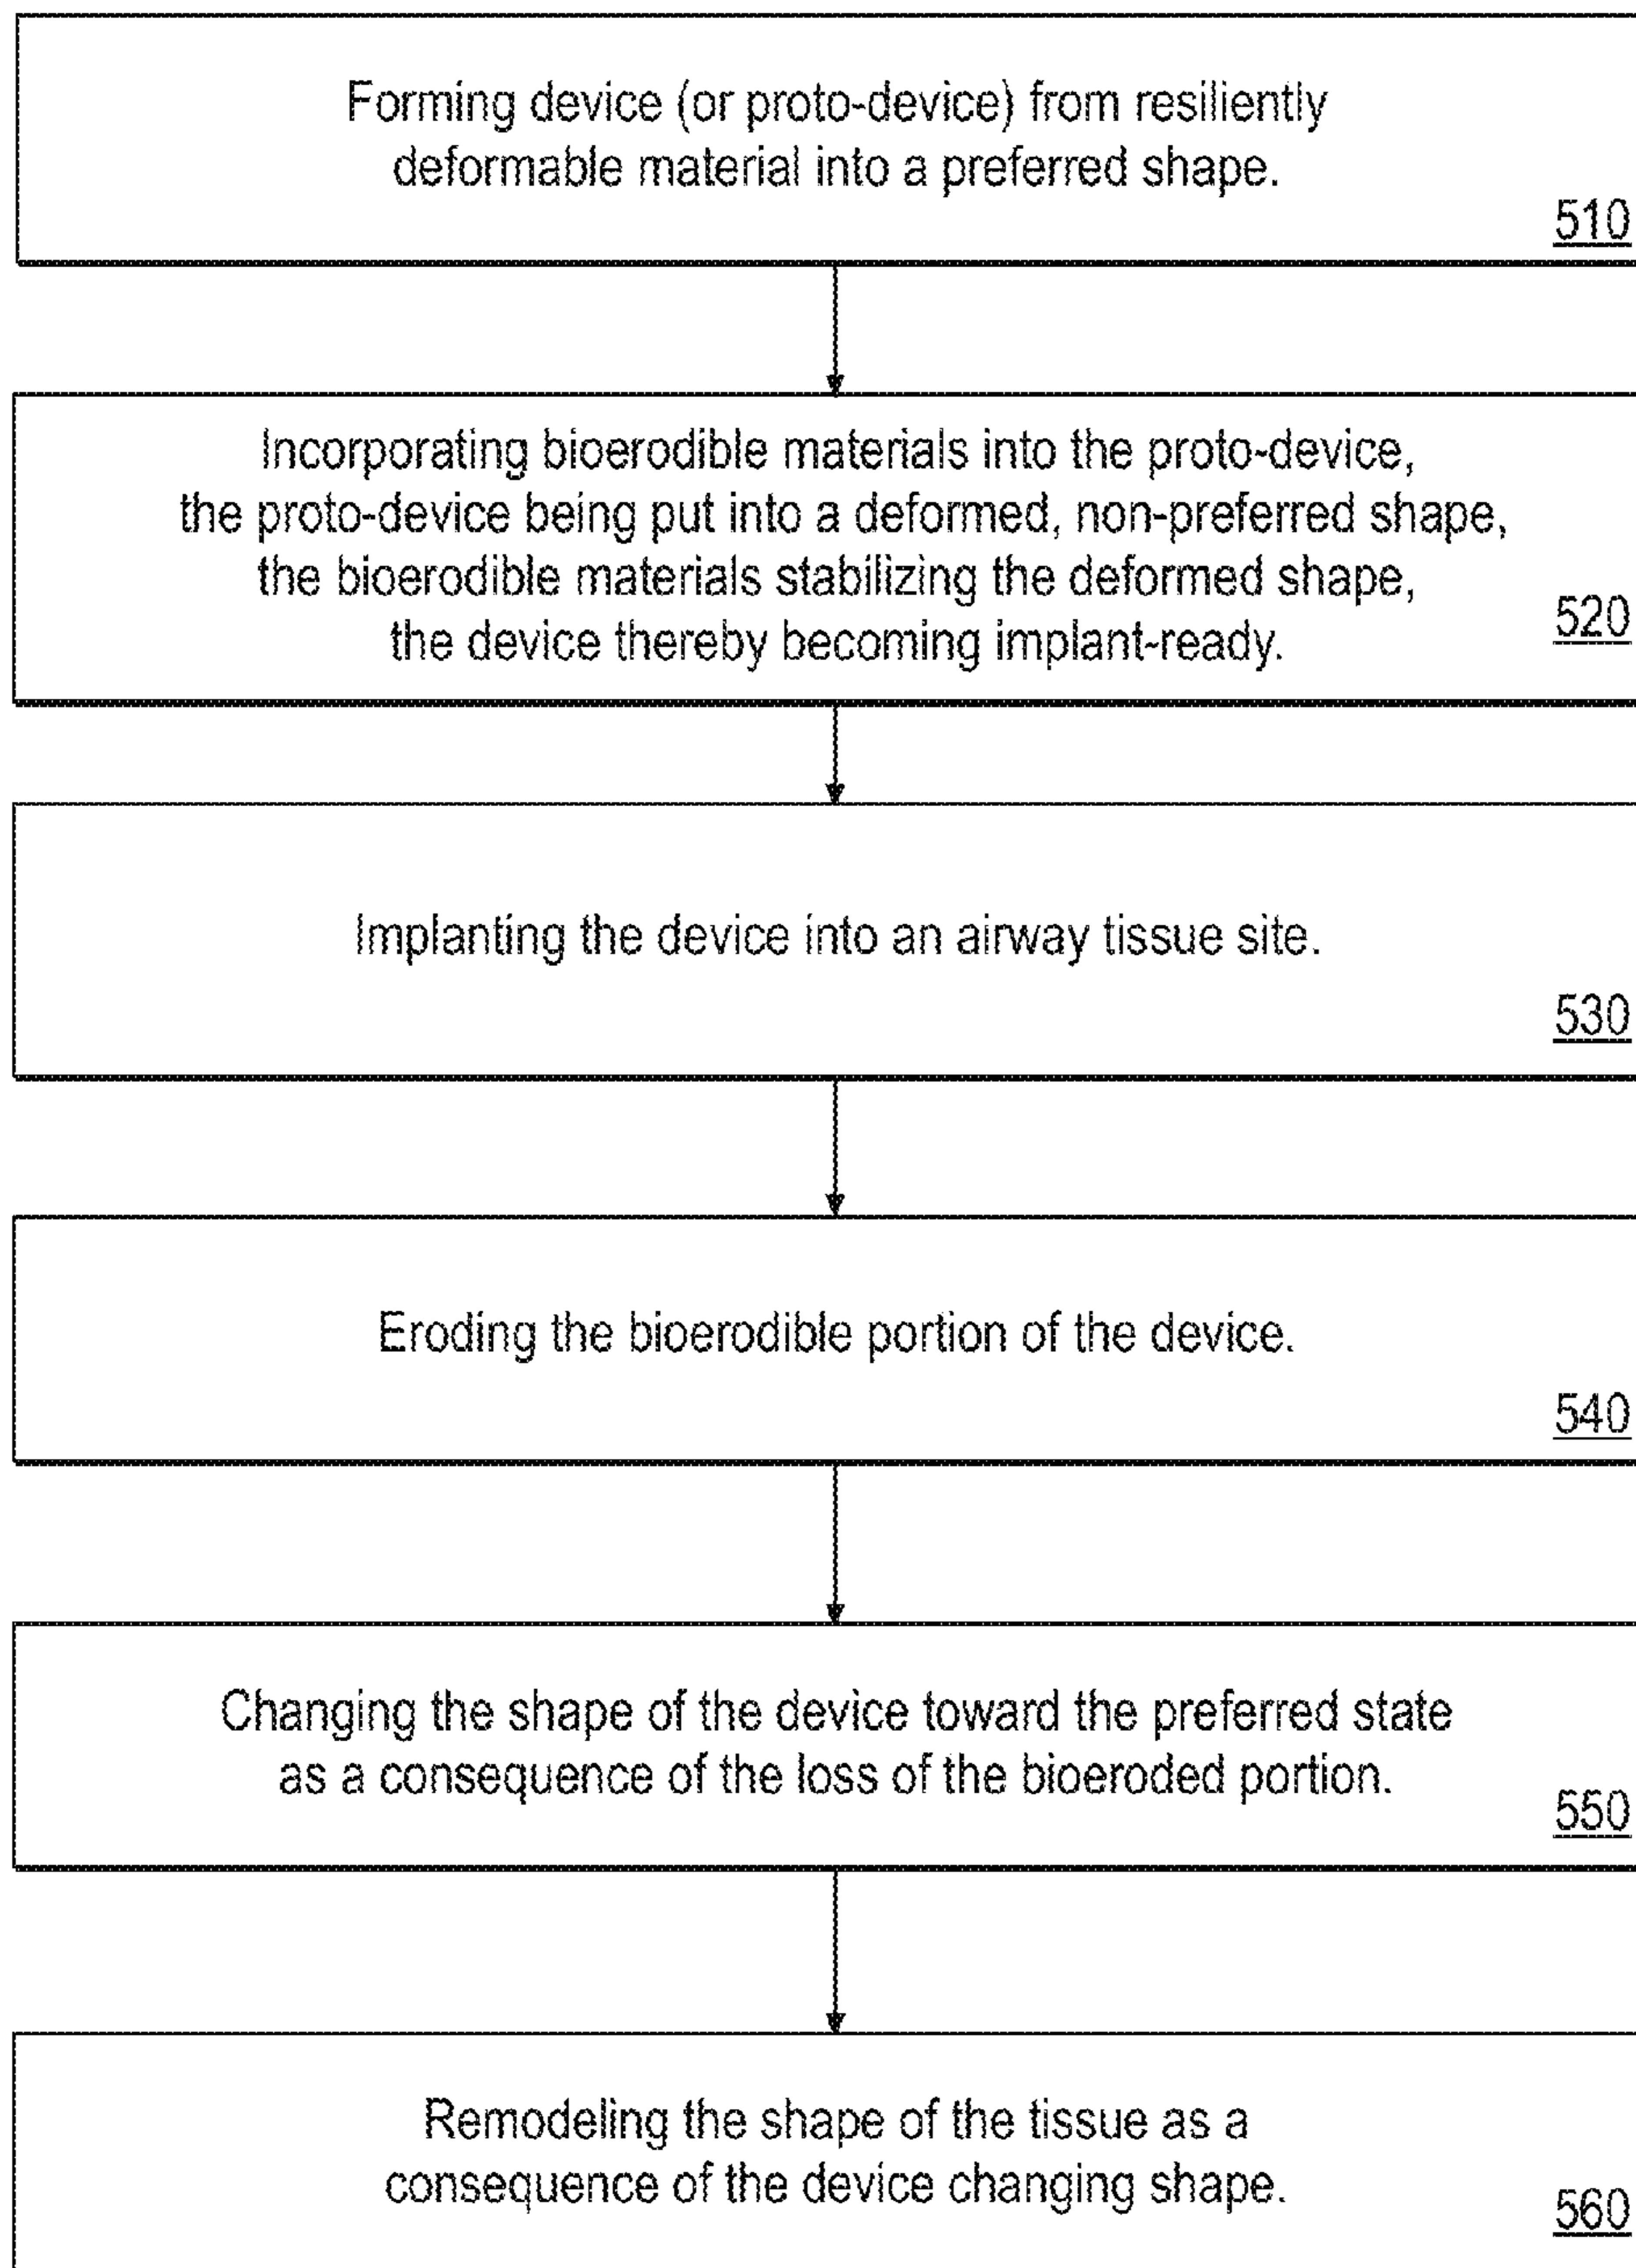 Forming device (or proto-device) from resiliently
deformable material into a preferred shape.
510
Incorporating bioerodible materials into the proto-device,
the proto-device being put into a deformed, non-preferred shape,
the bioerodible materials stabilizing the deformed shape,
the device thereby becoming implant-ready.
520
Implanting the device into an airway tissue site.
530
Eroding the bioerodible portion of the device.
540
Changing the shape of the device toward the preferred state
as a consequence of the loss of the bioeroded portion.
550
Remodeling the shape of the tissue as a
consequence of the device changing shape.
560